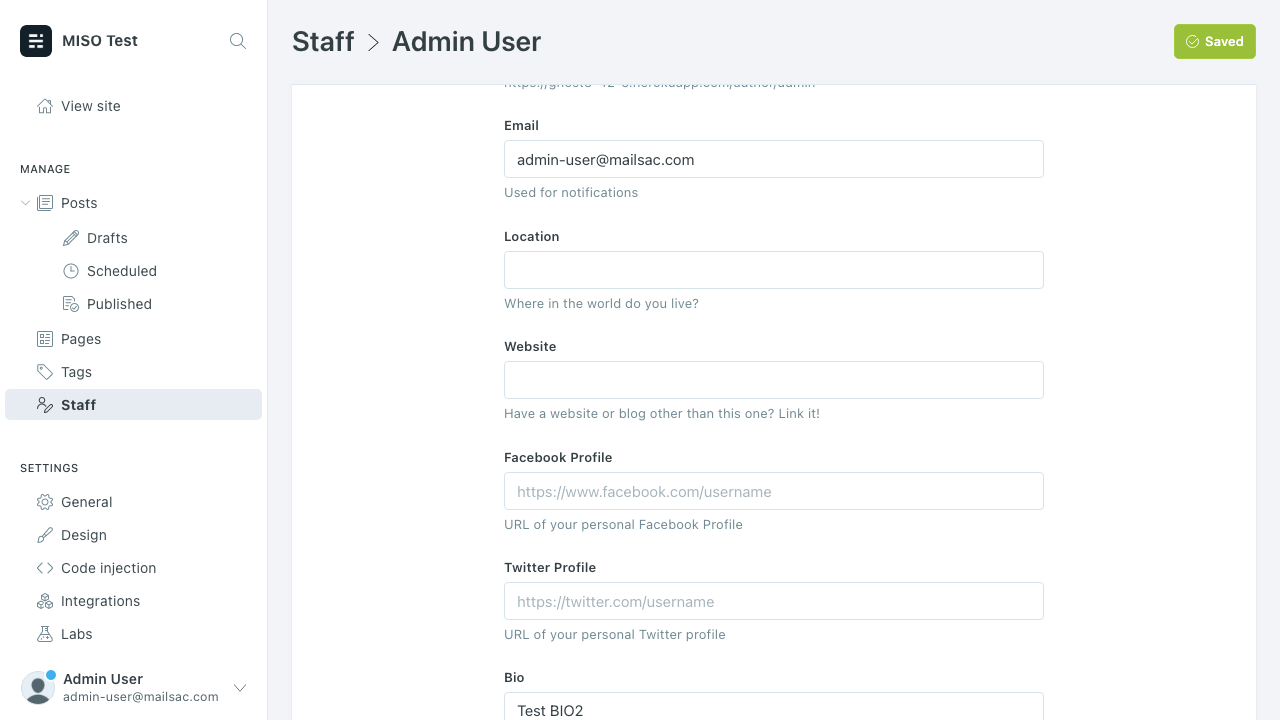 MISO Test
View site
MANAGE
Posts
Drafts
Scheduled
Published
Pages
Tags
Staff
SETTINGS
General
Design
Code injection
Integrations
Labs
Admin User
admin-user@mailsac.com
Staff > Admin User
Saved
Email
admin-user@mailsac.com
Used for notifications
Location
Where in the world do you live?
Website
Have a website or blog other than this one? Link it!
Facebook Profile
https://www.facebook.com/username
URL of your personal Facebook Profile
Twitter Profile
https://twitter.com/username
URL of your personal Twitter profile
Bio
Test BIO2